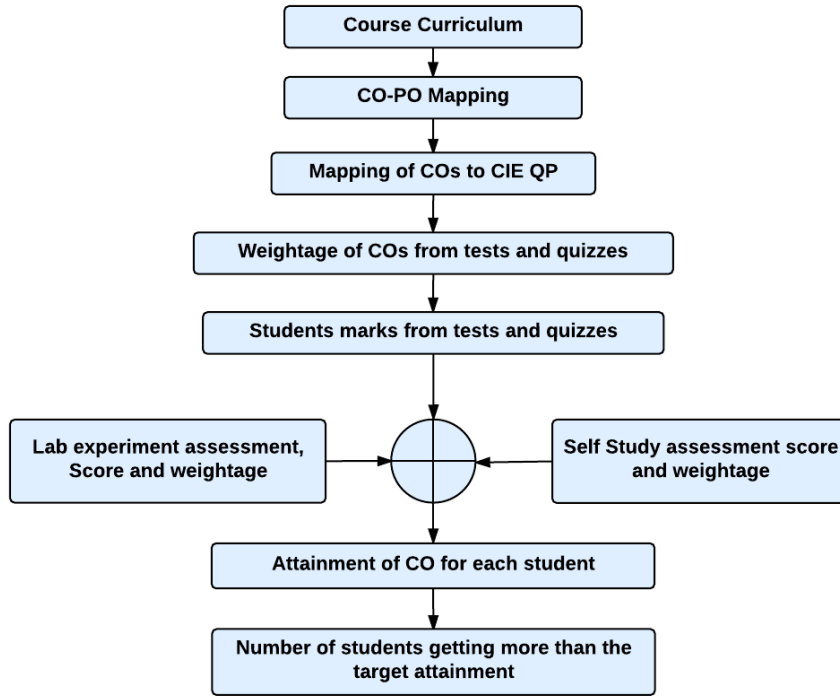 Course Curriculum
CO-PO Mapping
Mapping of COs to CIE QP
Weightage of COs from tests and quizzes
Students marks from tests and quizzes
Lab experiment assessment,
Score and weightage
Self Study assessment score
and weightage
Attainment of CO for each student
Number of students getting more than the
target attainment